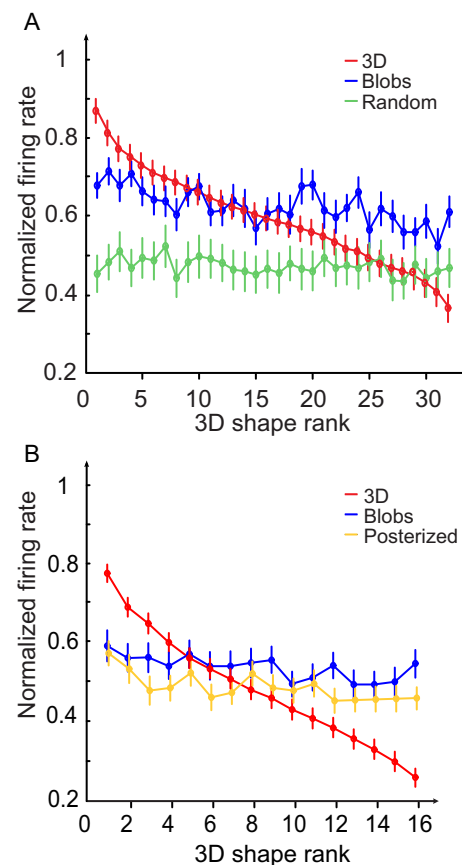 A
Normalized firing rate
1
0.8
0.6
0.4
0.2
3D
Blobs
Random
0 5 10 15 20 25 30
3D shape rank
B
Normalized firing rate
1
0.8
0.6
0.4
0.2
3D
Blobs
Posterized
0 2 4 6 8 10 12 14 16
3D shape rank